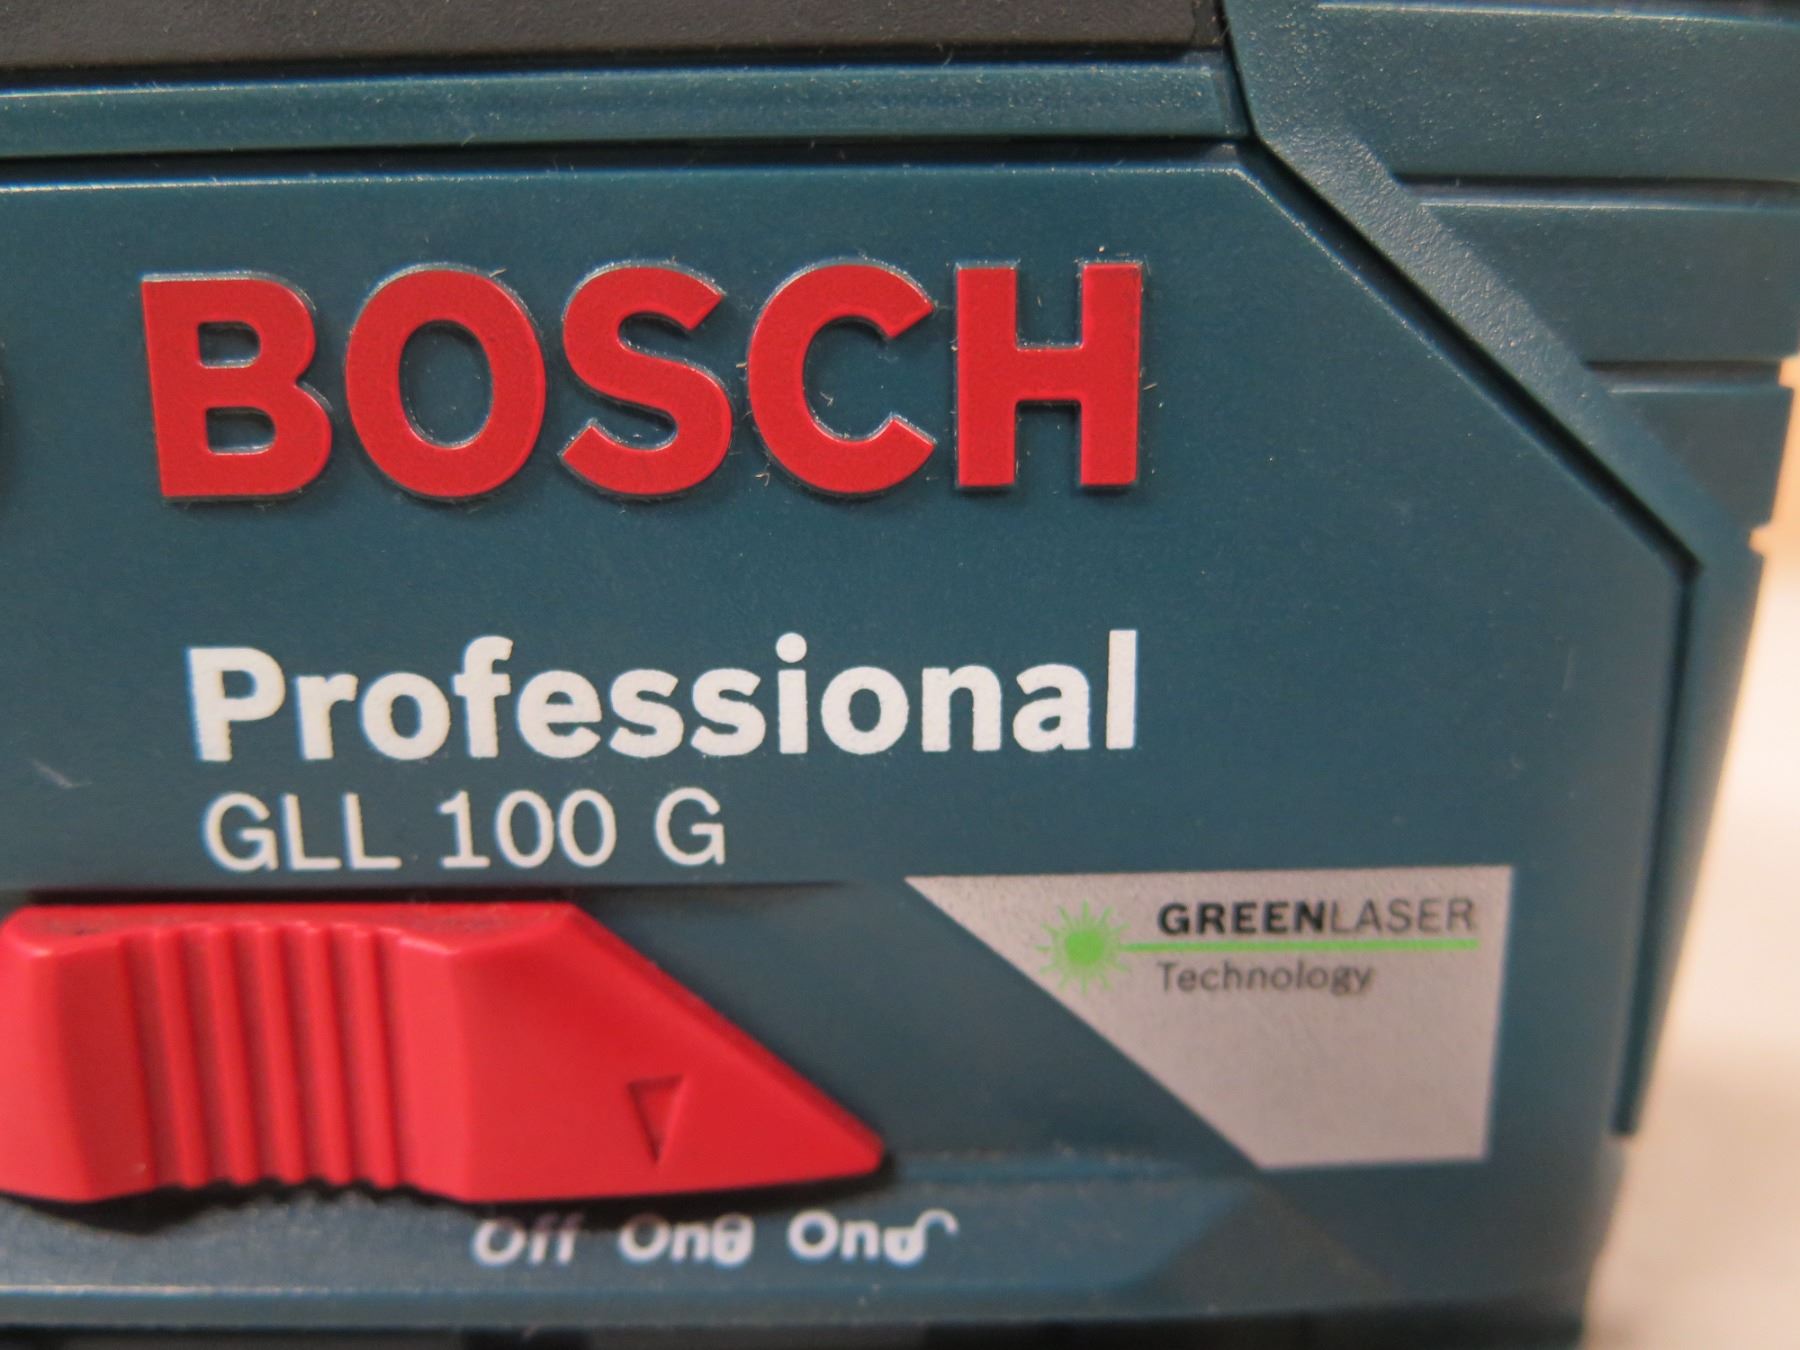 BOSCH
Professional
GLL 100 G
GREENLASER
Technology
Off On On